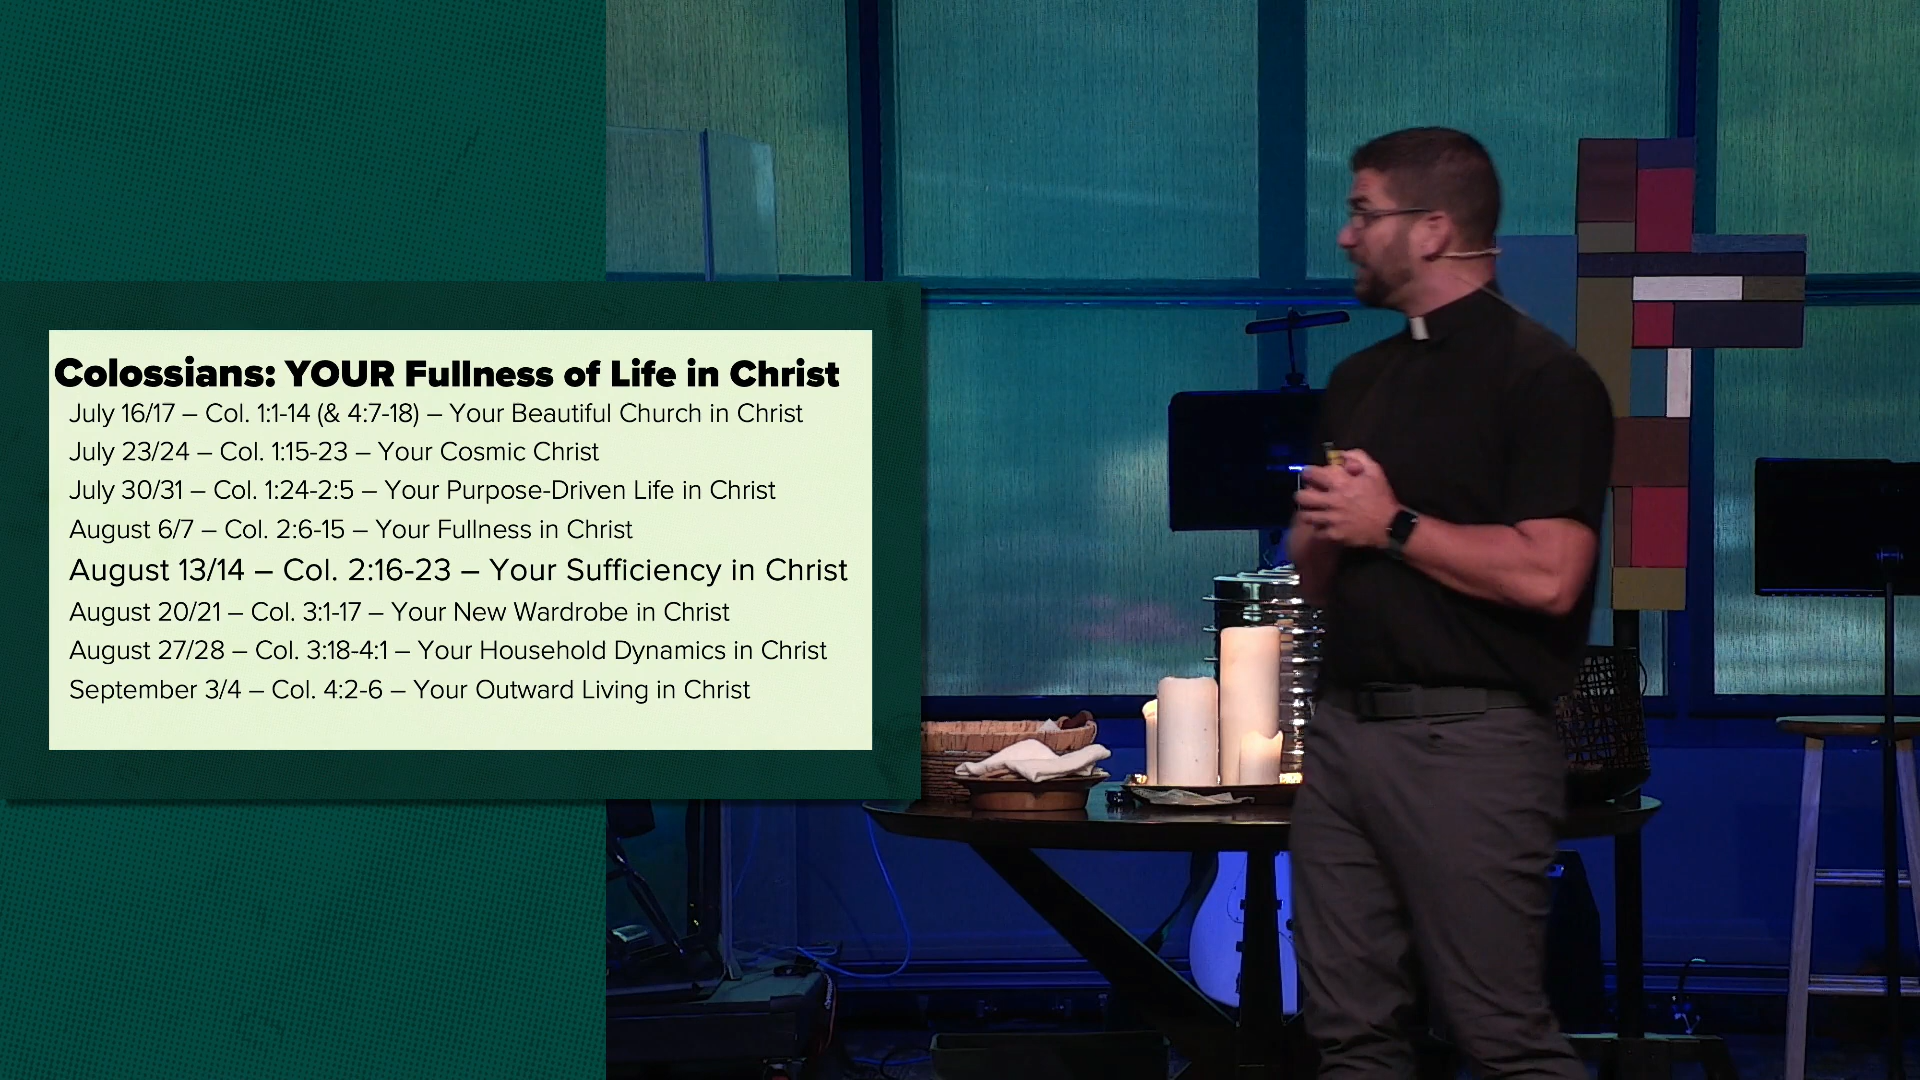 Colossians: YOUR Fullness of Life in Christ
July 16/17 – Col. 1:1-14 (& 4:7-18) – Your Beautiful Church in Christ
July 23/24 – Col. 1:15-23 – Your Cosmic Christ
July 30/31 – Col. 1:24-2:5 – Your Purpose-Driven Life in Christ
August 6/7 – Col. 2:6-15 – Your Fullness in Christ
August 13/14 – Col. 2:16-23 – Your Sufficiency in Christ
August 20/21 – Col. 3:1-17 – Your New Wardrobe in Christ
August 27/28 – Col. 3:18-4:1 – Your Household Dynamics in Christ
September 3/4 – Col. 4:2-6 – Your Outward Living in Christ